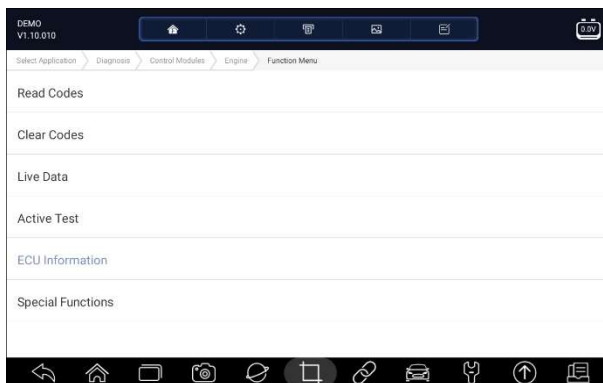 DEMO
V1.10.010
0.0V
Select Application Diagnosis Control Modules Engine Function Menu
Read Codes
Clear Codes
Live Data
Active Test
ECU Information
Special Functions